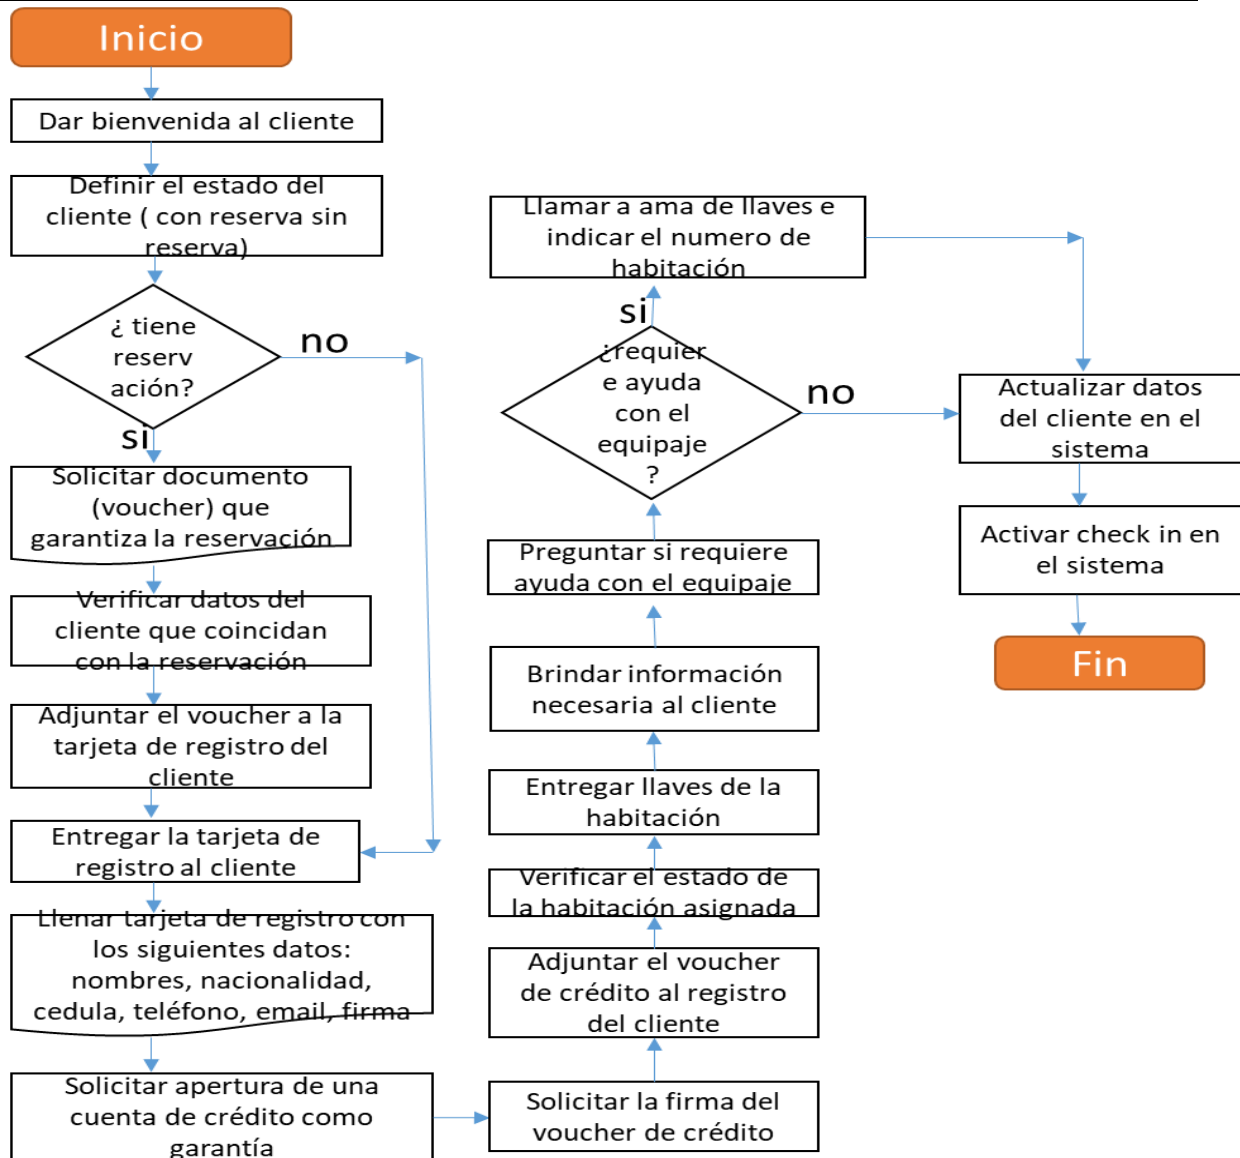 Inicio
Dar bienvenida al cliente
Definir el estado del
cliente ( con reserva sin
reserva)
¿ tiene
reserv
ación?
no
si
Solicitar documento
(voucher) que
garantiza la reservación
Verificar datos del
cliente que coincidan
con la reservación
Adjuntar el voucher a la
tarjeta de registro del
cliente
Entregar la tarjeta de
registro al cliente
Llenar tarjeta de registro con
los siguientes datos:
nombres, nacionalidad,
cedula, teléfono, email, firma
Solicitar apertura de una
cuenta de crédito como
garantía
Solicitar la firma del
voucher de crédito
Adjuntar el voucher
de crédito al registro
del cliente
Verificar el estado de
la habitación asignada
Entregar llaves de la
habitación
Brindar información
necesaria al cliente
Preguntar si requiere
ayuda con el equipaje
¿requier
e ayuda
con el
equipaje
?
si
no
Llamar a ama de llaves e
indicar el numero de
habitación
Actualizar datos
del cliente en el
sistema
Activar check in en
el sistema
Fin